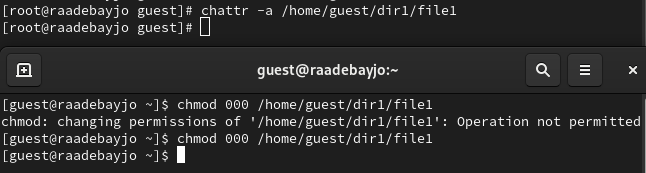 [root@raadebayjo guest]# chattr -a /home/guest/dir1/file1
[root@raadebayjo guest]#
guest@raadebayjo:~
[guest@raadebayjo ~]$ chmod 000 /home/guest/dir1/file1
chmod: changing permissions of '/home/guest/dir1/file1': Operation not permitted
[guest@raadebayjo ~]$ chmod 000 /home/guest/dir1/file1
[guest@raadebayjo ~]$